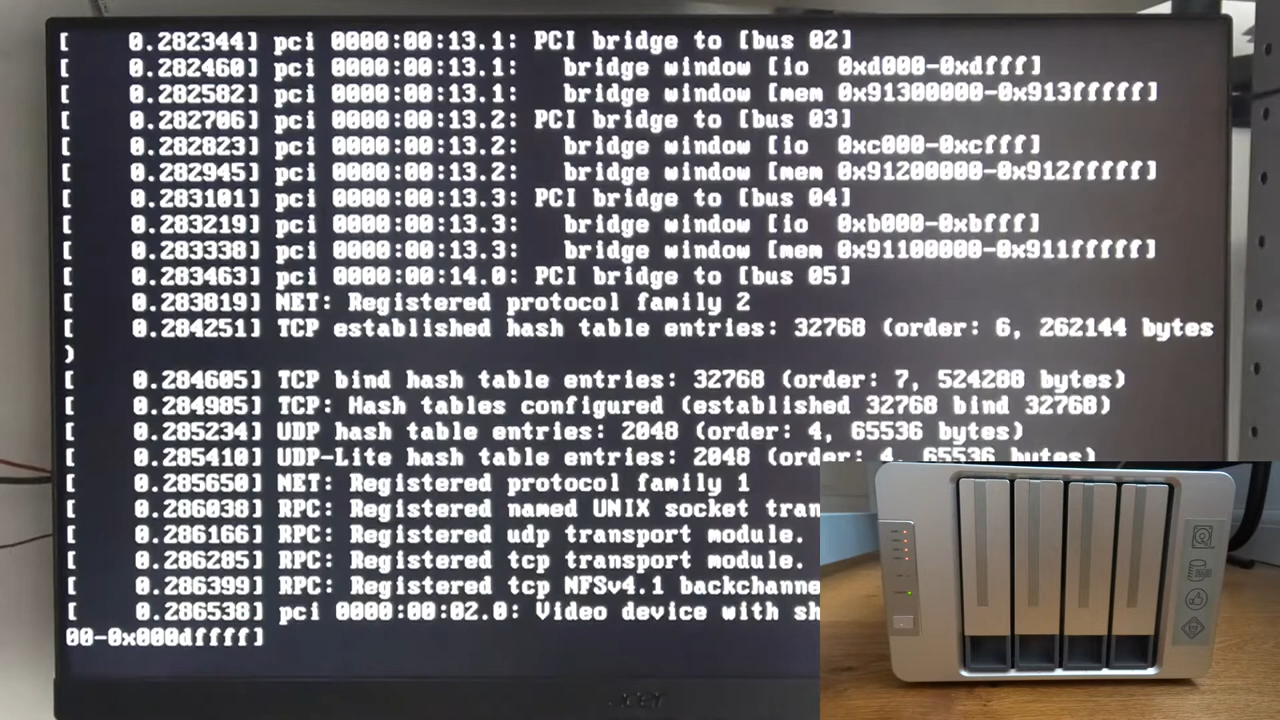 [    0.282344] pci 0000:00:13.1: PCI bridge to [bus 02]
[    0.282460] pci 0000:00:13.1:   bridge window [io  0xd000-0xdfff]
[    0.282582] pci 0000:00:13.1:   bridge window [mem 0x91300000-0x913fffff]
[    0.282706] pci 0000:00:13.2: PCI bridge to [bus 03]
[    0.282823] pci 0000:00:13.2:   bridge window [io  0xc000-0xcfff]
[    0.282945] pci 0000:00:13.2:   bridge window [mem 0x91200000-0x912fffff]
[    0.283101] pci 0000:00:13.3: PCI bridge to [bus 04]
[    0.283219] pci 0000:00:13.3:   bridge window [io  0xb000-0xbfff]
[    0.283338] pci 0000:00:13.3:   bridge window [mem 0x91100000-0x911fffff]
[    0.283463] pci 0000:00:14.0: PCI bridge to [bus 05]
[    0.283819] NET: Registered protocol family 2
[    0.284251] TCP established hash table entries: 32768 (order: 6, 262144 bytes
)
[    0.284605] TCP bind hash table entries: 32768 (order: 7, 524288 bytes)
[    0.284985] TCP: Hash tables configured (established 32768 bind 32768)
[    0.285234] UDP hash table entries: 2048 (order: 4, 65536 bytes)
[    0.285410] UDP-Lite hash table entries: 2048 (order: 4, 65536 bytes)
[    0.285650] NET: Registered protocol family 1
[    0.286038] RPC: Registered named UNIX socket tran
[    0.286166] RPC: Registered udp transport module.
[    0.286285] RPC: Registered tcp transport module.
[    0.286399] RPC: Registered tcp NFSv4.1 backchanne
[    0.286538] pci 0000:00:02.0: Video device with sh
00-0x000dffff]
acer